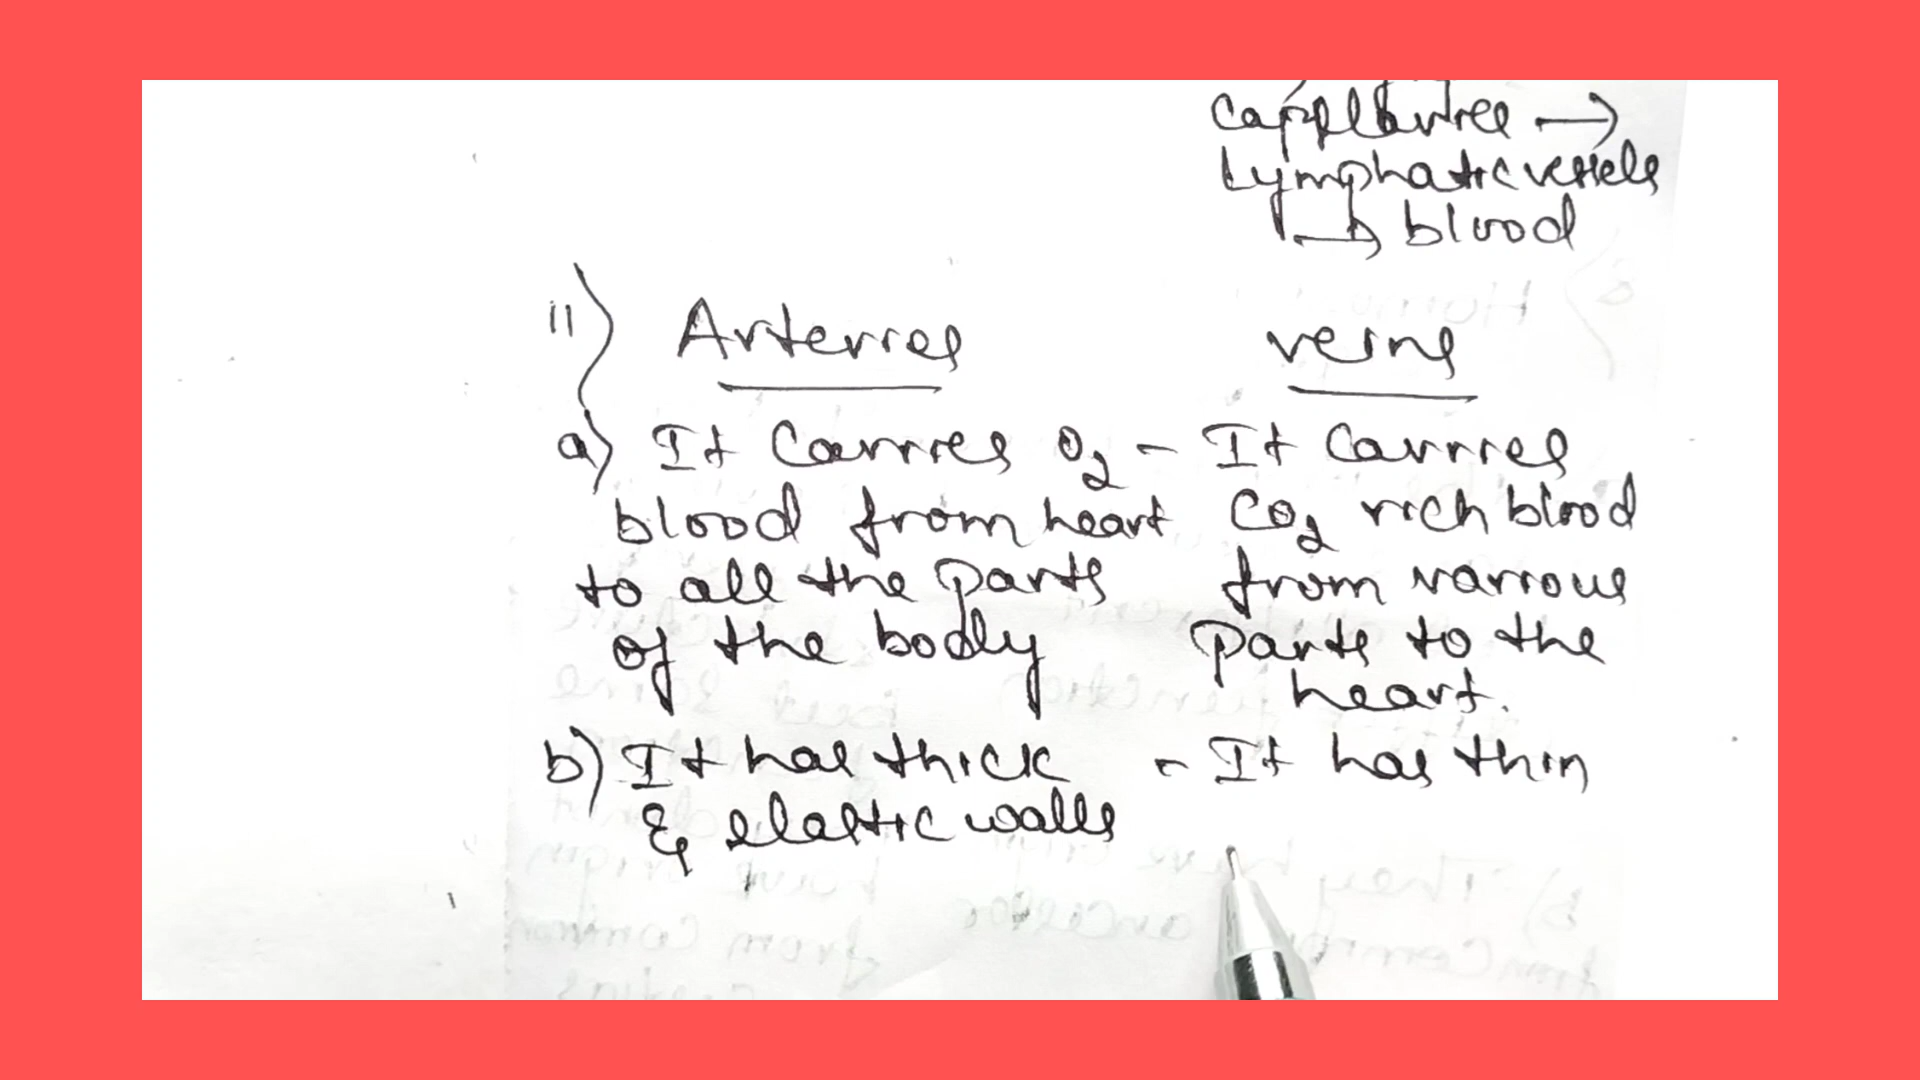 Capillaries →
Lymphatic vessels
→ blood
11) Arteries veins
a) It Carries O2 - It Carries
blood from heart CO2 rich blood
to all the parts from various
of the body parts to the
heart.
b) It has thick - It has thin
& elastic walls